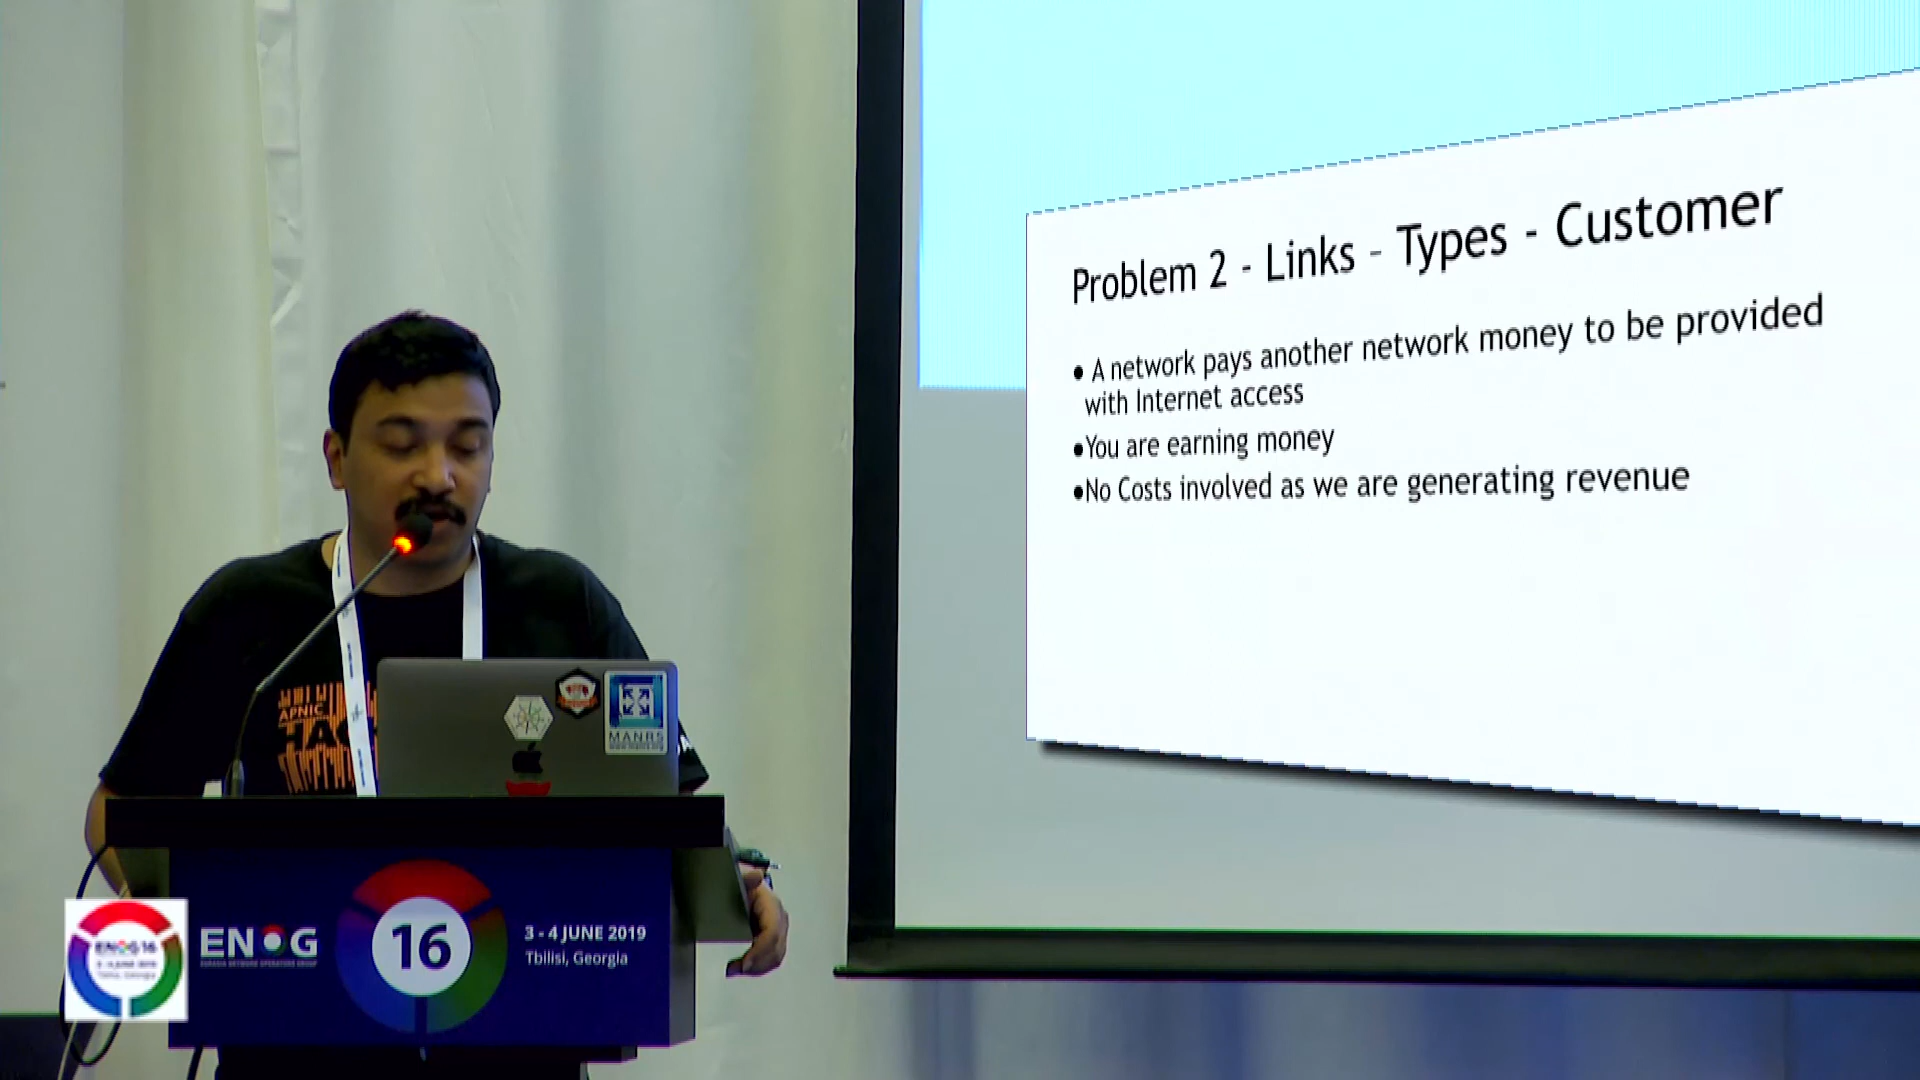 Problem 2 - Links - Types - Customer
● A network pays another network money to be provided
with Internet access
●You are earning money
●No Costs involved as we are generating revenue
APNIC
MANRS
ENOG
16
3 - 4 JUNE 2019
Tbilisi, Georgia
ENOG 16